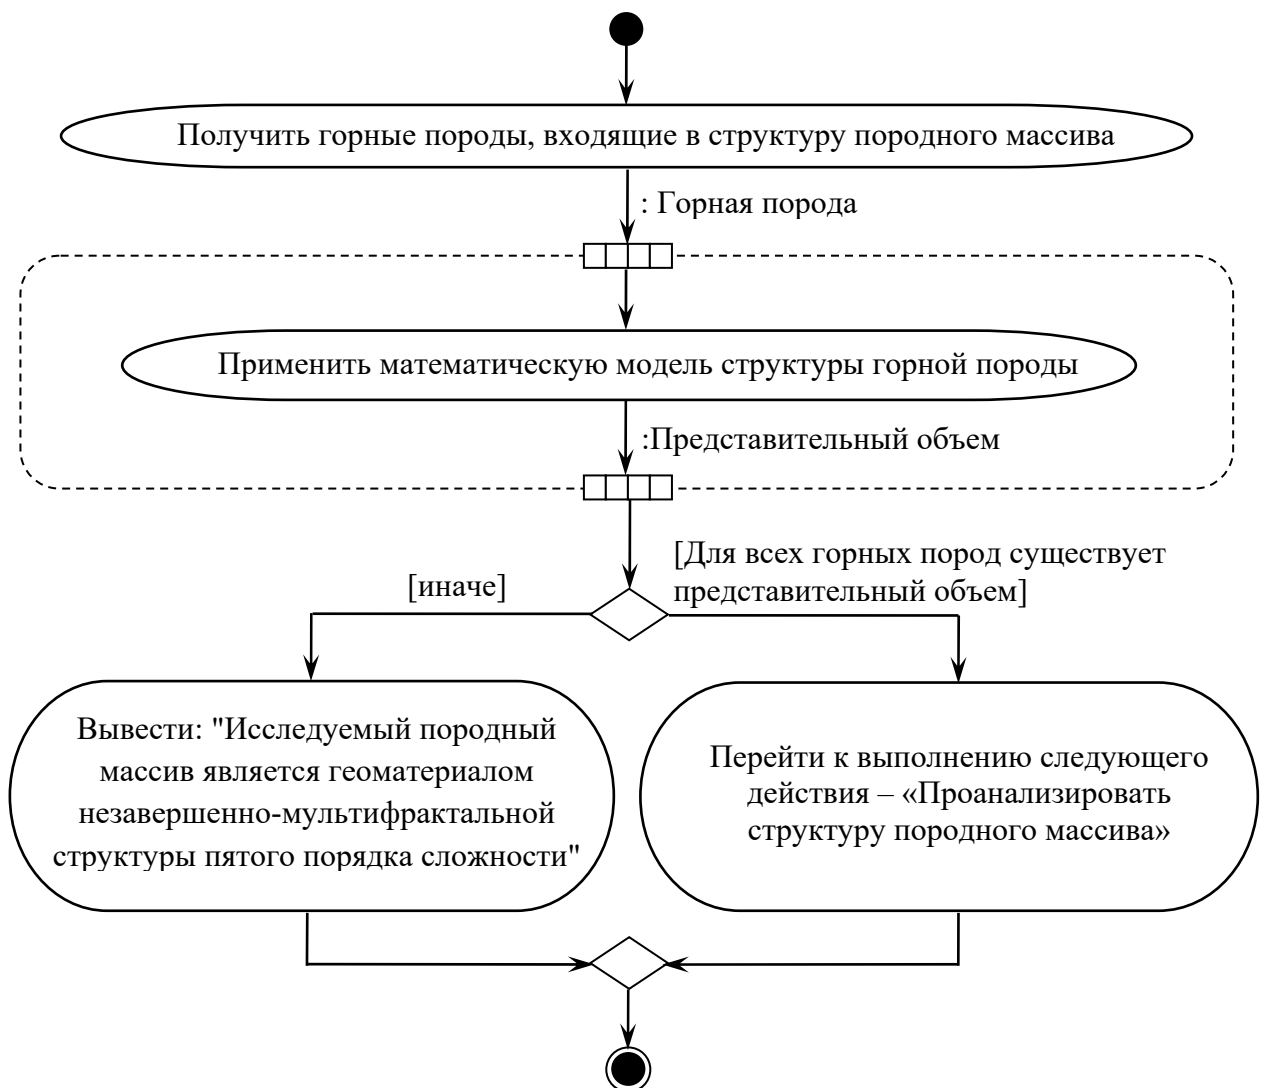 Получить горные породы, входящие в структуру породного массива
: Горная порода
Применить математическую модель структуры горной породы
:Представительный объем
[Для всех горных пород существует
представительный объем]
[иначе]
Вывести: "Исследуемый породный
массив является геоматериалом
незавершенно-мультифрактальной
структуры пятого порядка сложности"
Перейти к выполнению следующего
действия – «Проанализировать
структуру породного массива»